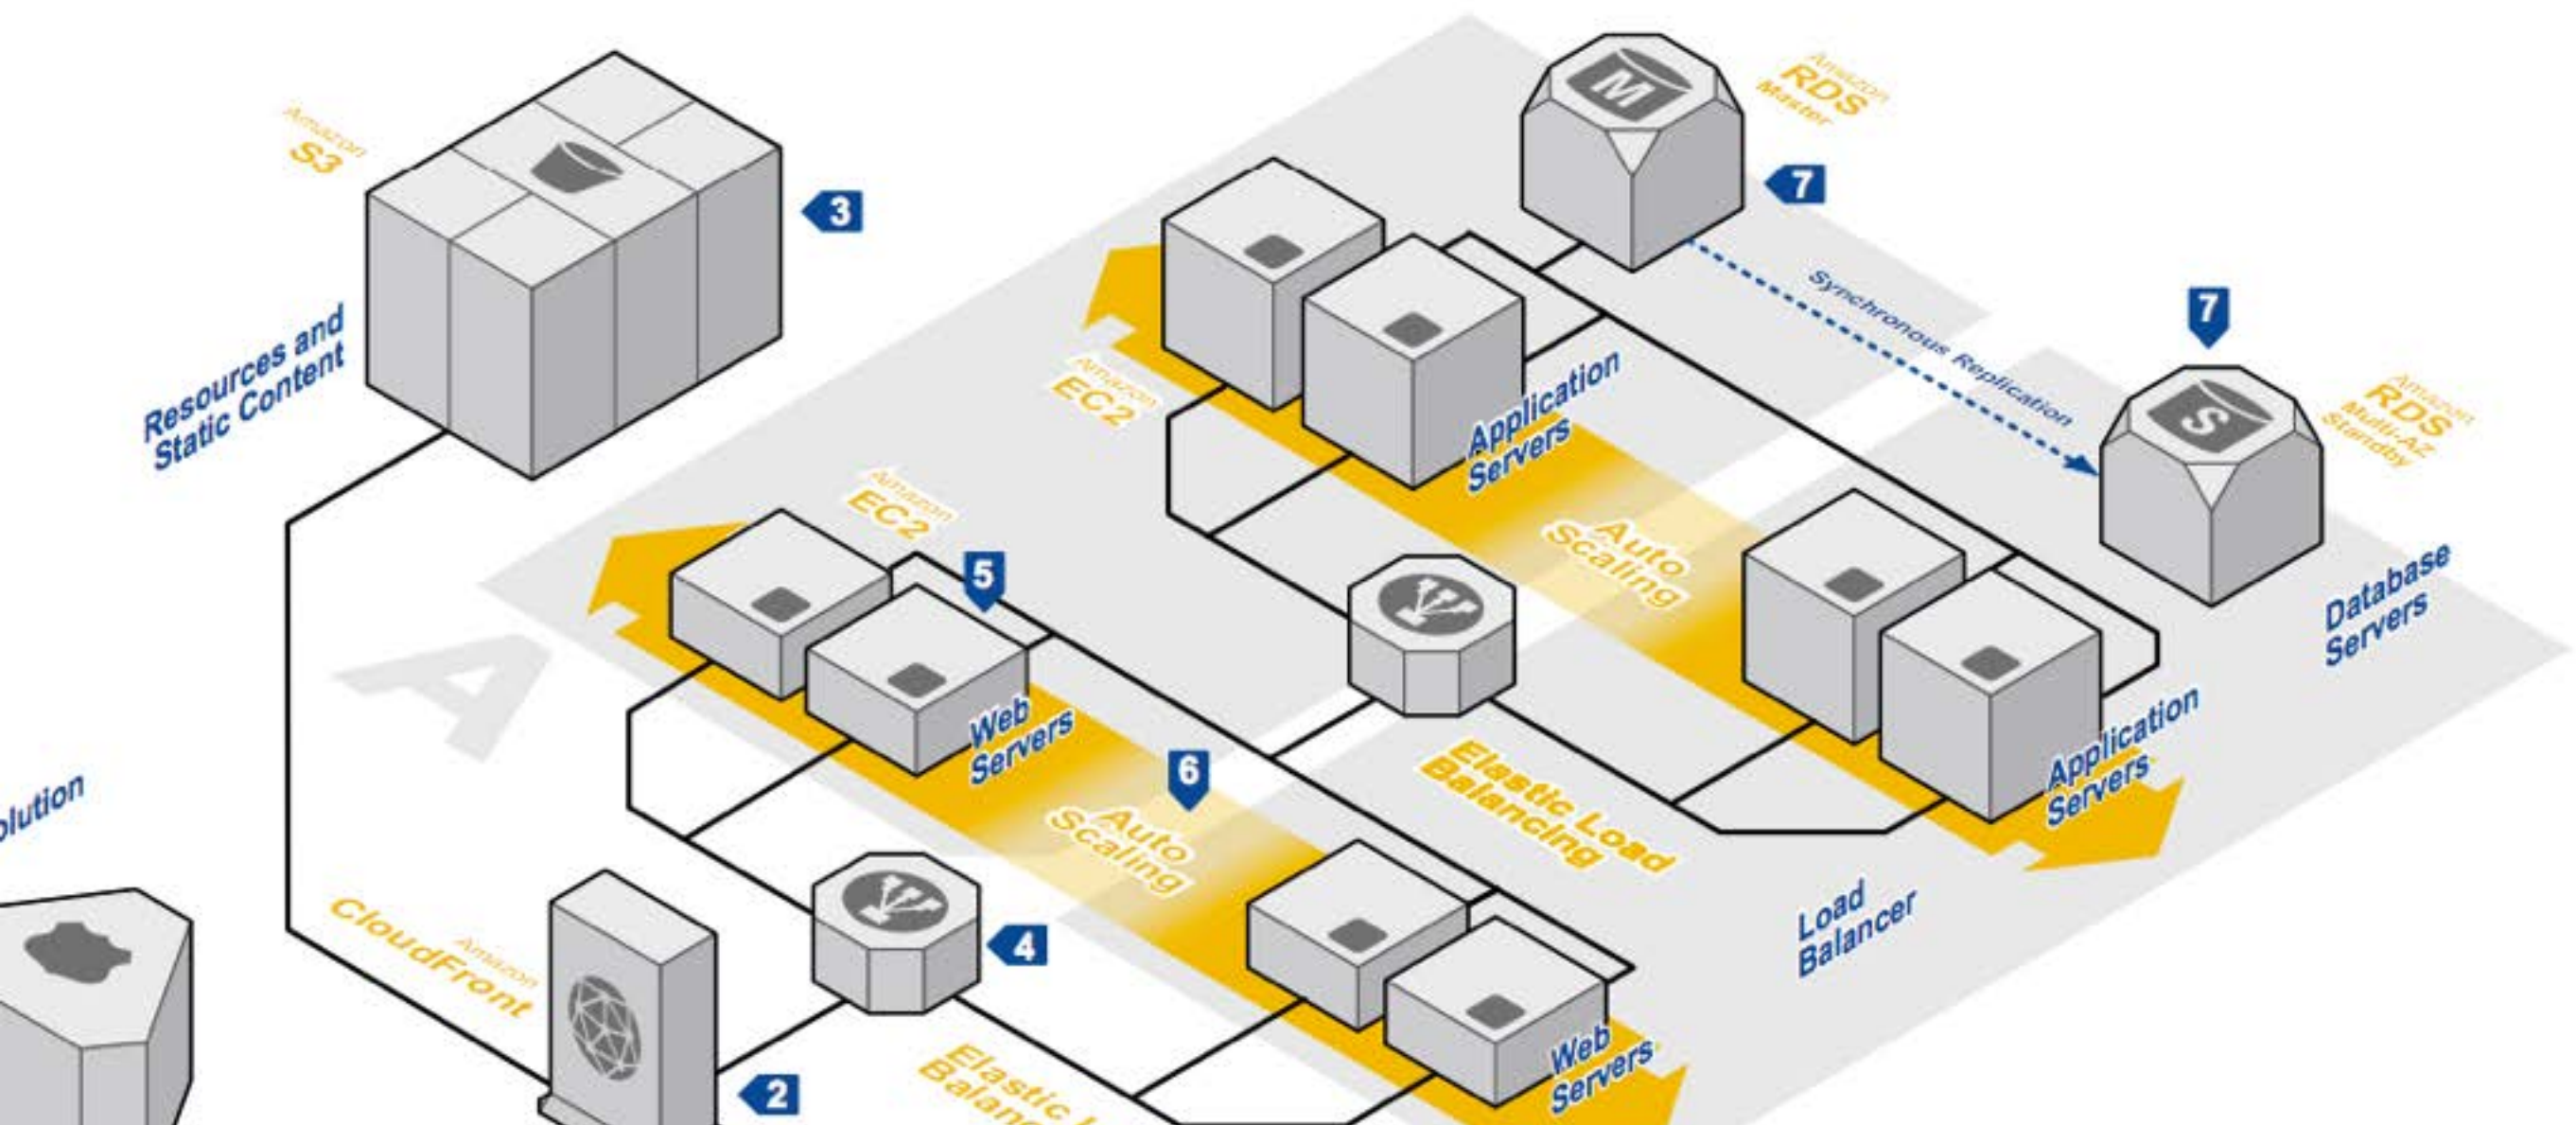 Amazon
S3
3
Resources and
Static Content
M
Amazon
RDS
Master
7
Synchronous Replication
7
S
Amazon
RDS
Multi-AZ
Standby
Database
Servers
Amazon
EC2
Application
Servers
Auto
Scaling
Application
Servers
Elastic Load
Balancing
Load
Balancer
Amazon
EC2
5
Web
Servers
6
Auto
Scaling
Web
Servers
A
4
Amazon
CloudFront
2
Elastic L
Balanc
olution